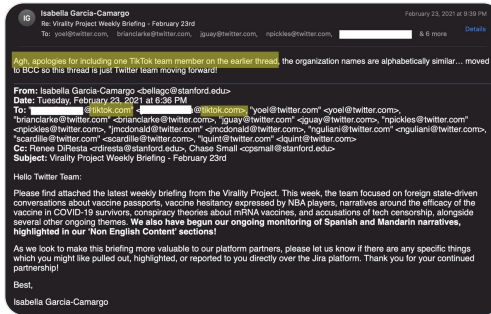 IG
Isabella Garcia-Camargo
February 23, 2021 at 9:39 PM
Re: Virality Project Weekly Briefing - February 23rd
To: yoel@twitter.com, brianclarke@twitter.com, jguay@twitter.com, npickles@twitter.com, & 6 more
Details
Agh, apologies for including one TikTok team member on the earlier thread, the organization names are alphabetically similar… moved
to BCC so this thread is just Twitter team moving forward!
From: Isabella Garcia-Camargo <bellagc@stanford.edu>
Date: Tuesday, February 23, 2021 at 6:36 PM
To: " @tiktok.com" < @tiktok.com>, "yoel@twitter.com" <yoel@twitter.com>,
"brianclarke@twitter.com" <brianclarke@twitter.com>, "jguay@twitter.com" <jguay@twitter.com>, "npickles@twitter.com"
<npickles@twitter.com>, "jmcdonald@twitter.com" <jmcdonald@twitter.com>, "nguliani@twitter.com" <nguliani@twitter.com>,
"scardille@twitter.com" <scardille@twitter.com>, "lquint@twitter.com" <lquint@twitter.com>
Cc: Renee DiResta <rdiresta@stanford.edu>, Chase Small <cpsmall@stanford.edu>
Subject: Virality Project Weekly Briefing - February 23rd
Hello Twitter Team:
Please find attached the latest weekly briefing from the Virality Project. This week, the team focused on foreign state-driven
conversations about vaccine passports, vaccine hesitancy expressed by NBA players, narratives around the efficacy of the
vaccine in COVID-19 survivors, conspiracy theories about mRNA vaccines, and accusations of tech censorship, alongside
several other ongoing themes. We also have begun our ongoing monitoring of Spanish and Mandarin narratives,
highlighted in our 'Non English Content' sections!
As we look to make this briefing more valuable to our platform partners, please let us know if there are any specific things
which you might like pulled out, highlighted, or reported to you directly over the Jira platform. Thank you for your continued
partnership!
Best,
Isabella Garcia-Camargo